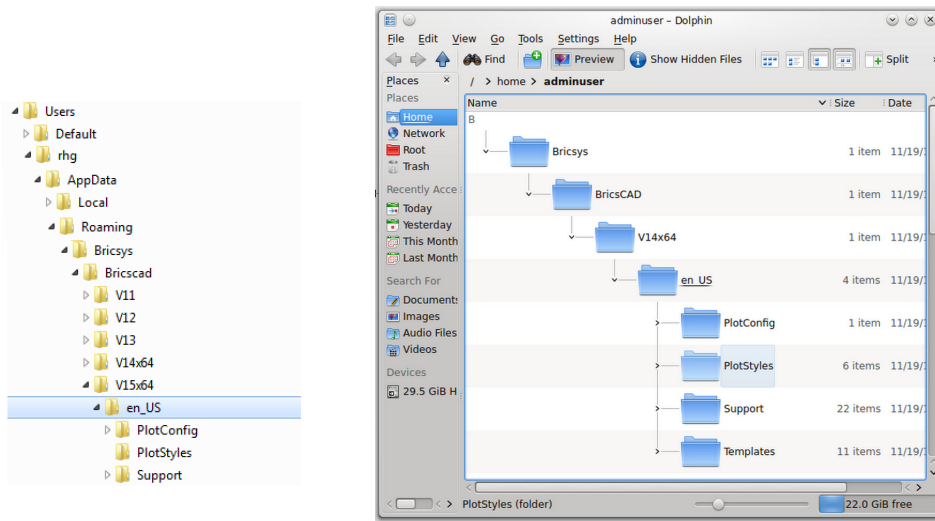 Users
Default
rhg
AppData
Local
Roaming
Bricsys
Bricscad
V11
V12
V13
V14x64
V15x64
en_US
PlotConfig
PlotStyles
Support
adminuser – Dolphin
File Edit View Go Tools Settings Help
Find Preview Show Hidden Files Split
Places × / > home > adminuser
Places
Home
Network
Root
Trash
Recently Acce
Today
Yesterday
This Month
Last Month
Search For
Documents
Images
Audio Files
Videos
Devices
29.5 GiB H
Name Size Date
B
Bricsys 1 item 11/19/
BricsCAD 1 item 11/19/
V14x64 1 item 11/19/
en_US 4 items 11/19/
PlotConfig 1 item 11/19/
PlotStyles 6 items 11/19/
Support 22 items 11/19/
Templates 11 items 11/19/
PlotStyles (folder) 22.0 GiB free